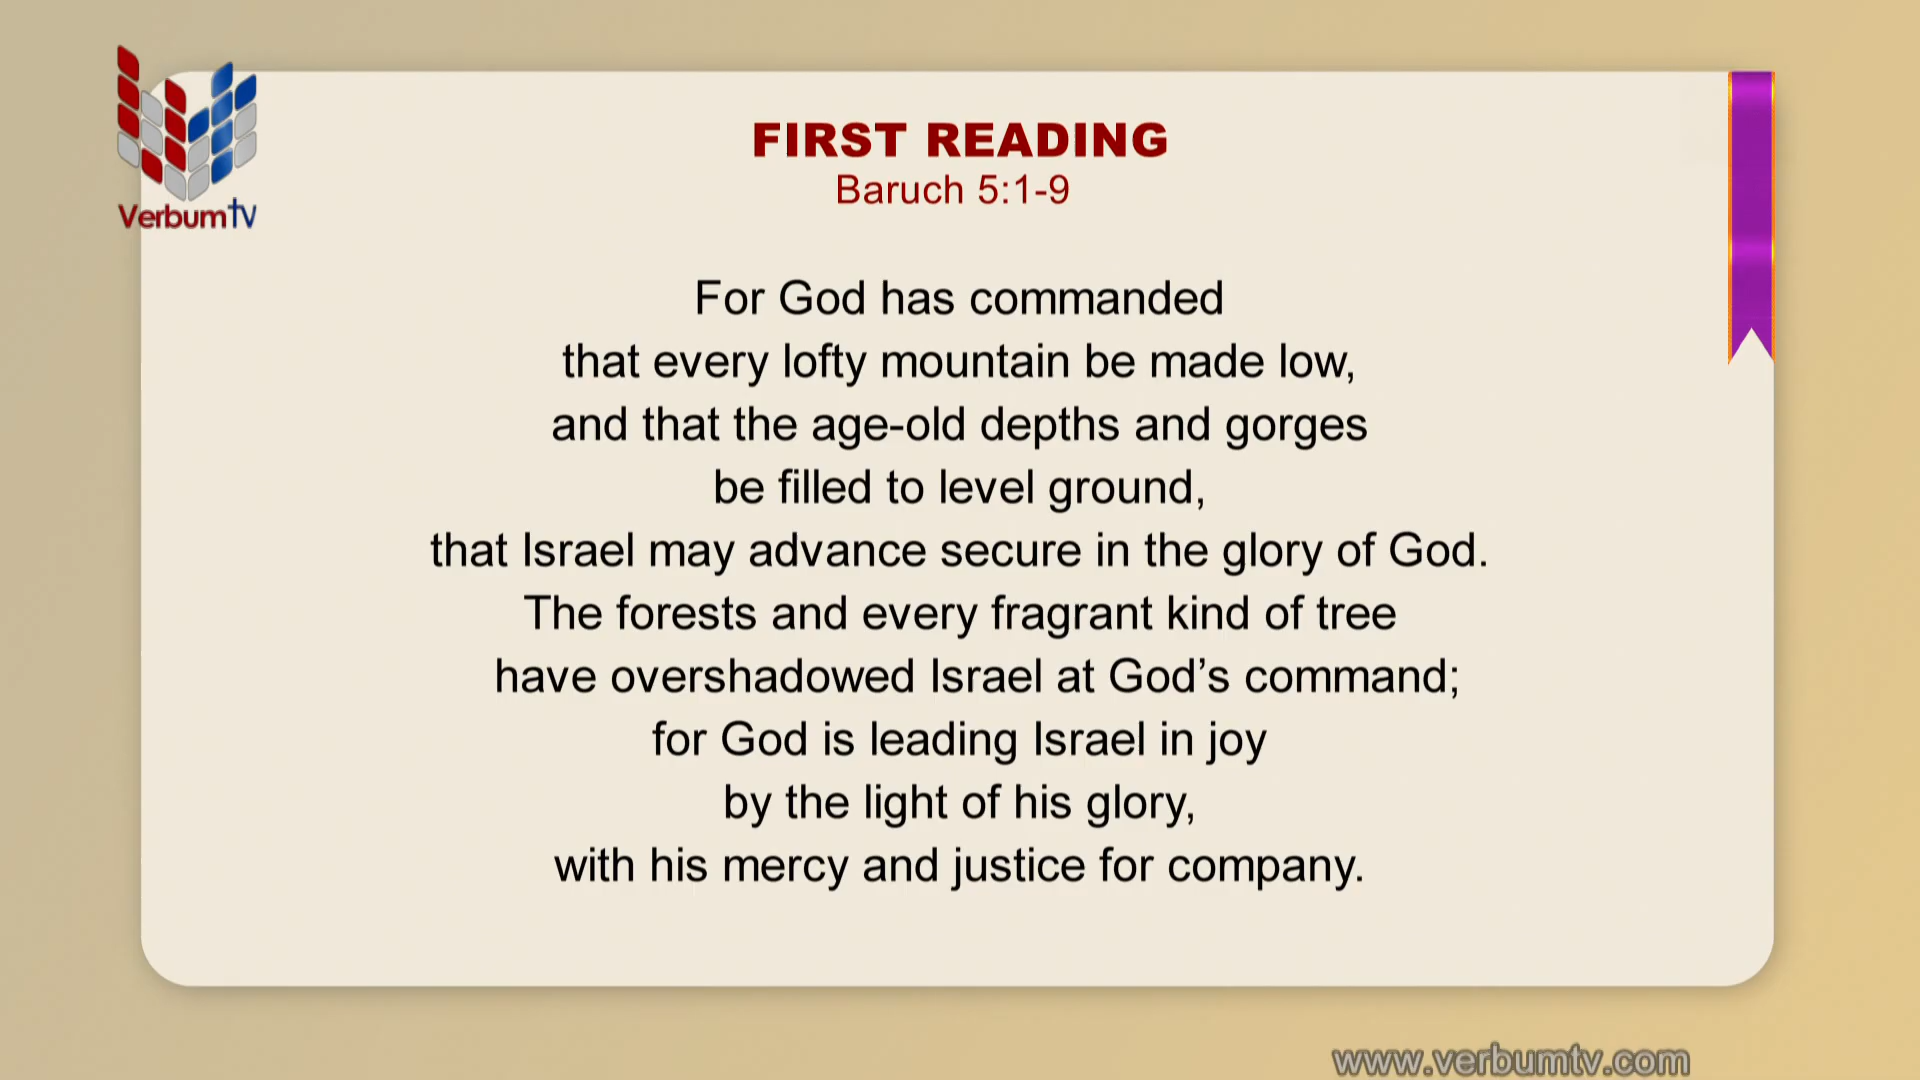 VerbumTV
FIRST READING
Baruch 5:1-9
For God has commanded
that every lofty mountain be made low,
and that the age-old depths and gorges
be filled to level ground,
that Israel may advance secure in the glory of God.
The forests and every fragrant kind of tree
have overshadowed Israel at God’s command;
for God is leading Israel in joy
by the light of his glory,
with his mercy and justice for company.
www.verbumtv.com